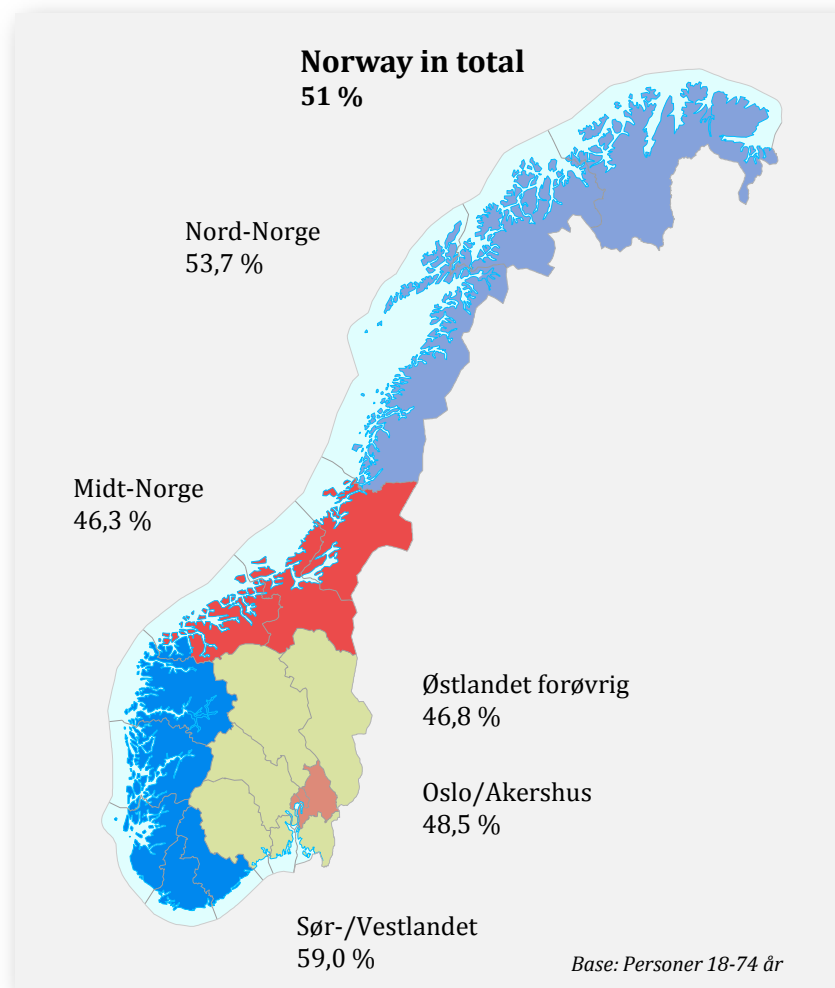 Norway in total
51 %
Nord-Norge
53,7 %
Midt-Norge
46,3 %
Østlandet forøvrig
46,8 %
Oslo/Akershus
48,5 %
Sør-/Vestlandet
59,0 %
Base: Personer 18-74 år